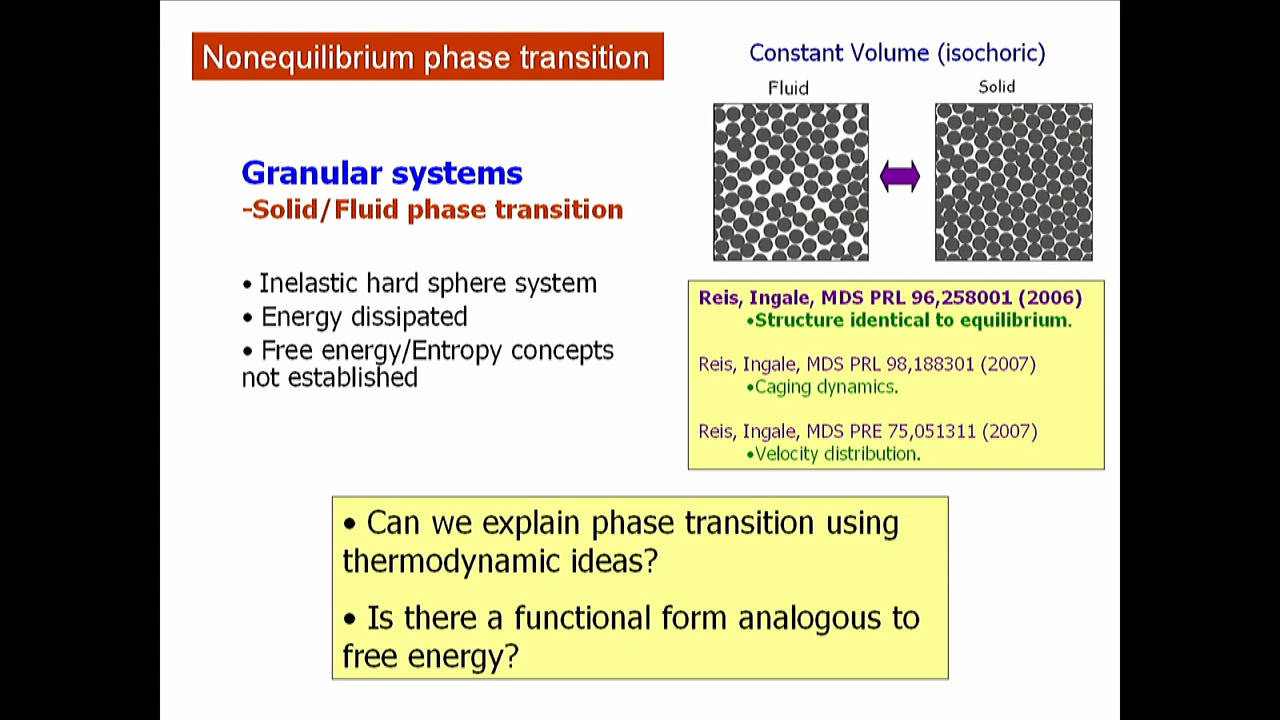 Nonequilibrium phase transition
Constant Volume (isochoric)
Fluid
Solid
Granular systems
-Solid/Fluid phase transition
• Inelastic hard sphere system
• Energy dissipated
• Free energy/Entropy concepts
not established
Reis, Ingale, MDS PRL 96,258001 (2006)
•Structure identical to equilibrium.
Reis, Ingale, MDS PRL 98,188301 (2007)
•Caging dynamics.
Reis, Ingale, MDS PRE 75,051311 (2007)
•Velocity distribution.
• Can we explain phase transition using
thermodynamic ideas?
• Is there a functional form analogous to
free energy?